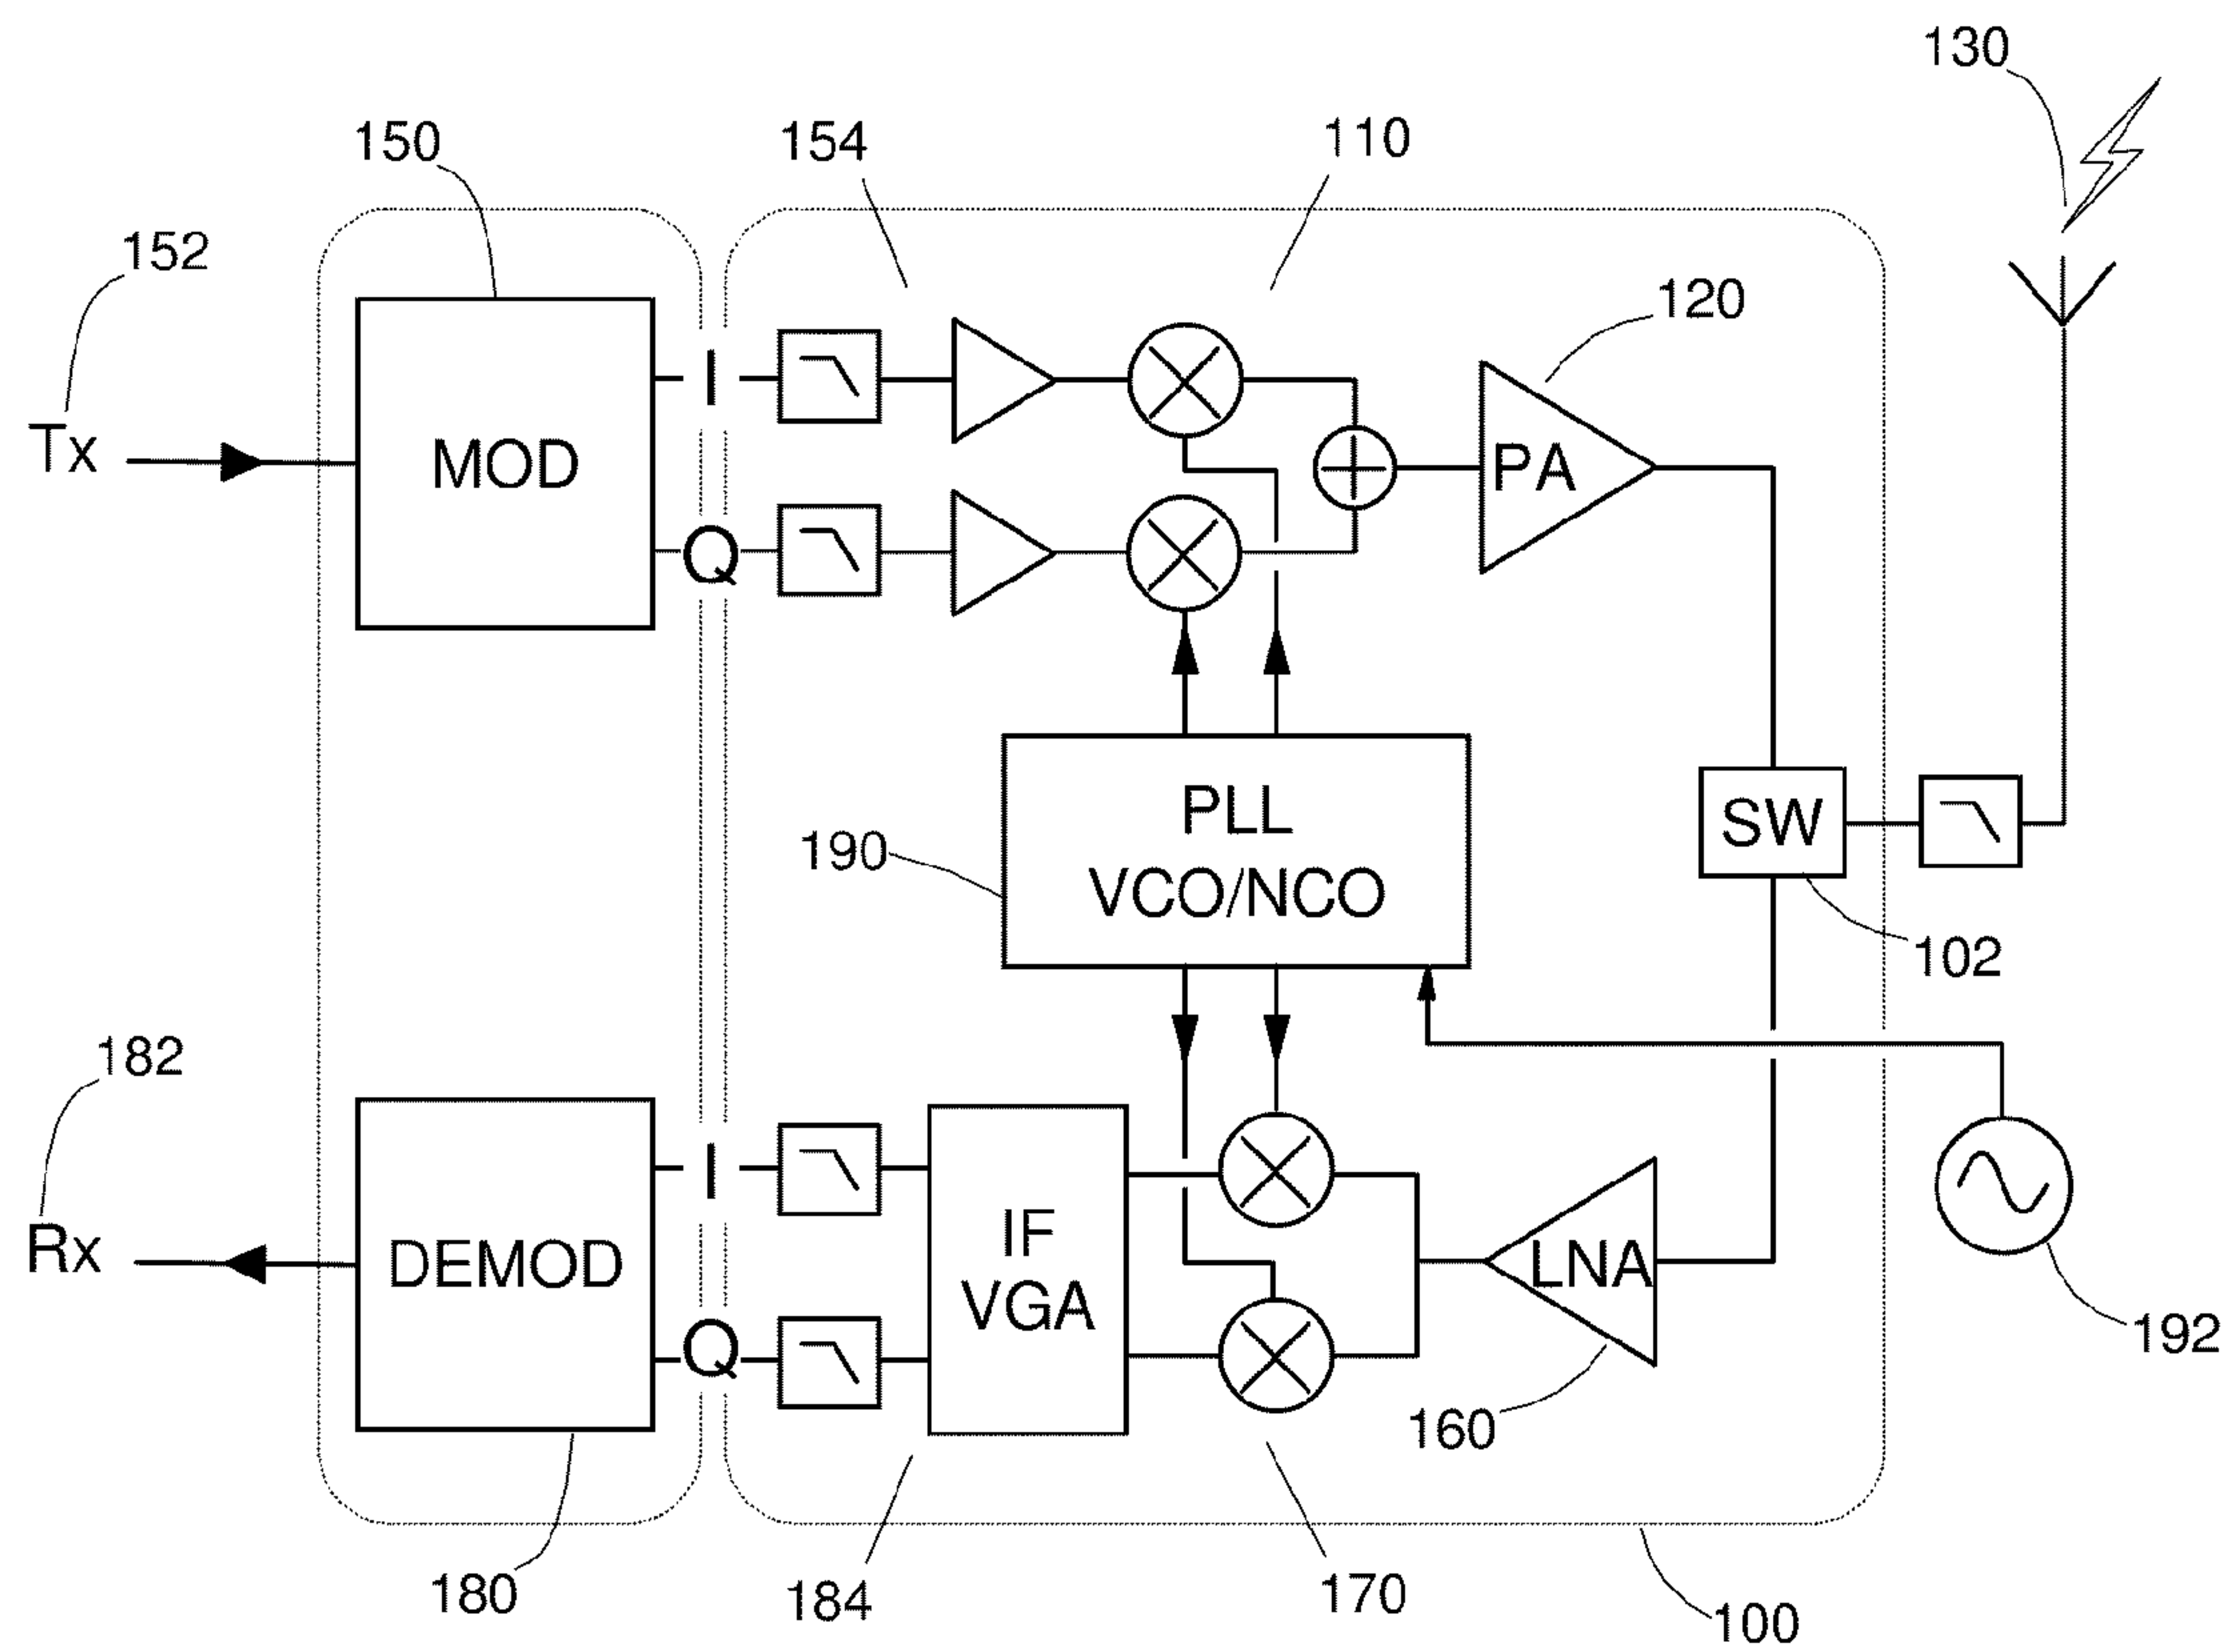 130
150
154
110
152
120
I
Tx
MOD
PA
Q
PLL
VCO/NCO
SW
190
102
182
I
IF
VGA
Rx
DEMOD
LNA
192
Q
160
180
184
170
100